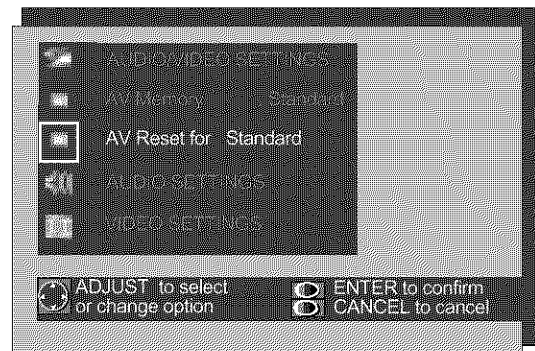 AUDIO/VIDEO SETTINGS
AV Memory Standard
AV Reset for Standard
AUDIO SETTINGS
VIDEO SETTINGS
ADJUST to select
or change option
ENTER to confirm
CANCEL to cancel